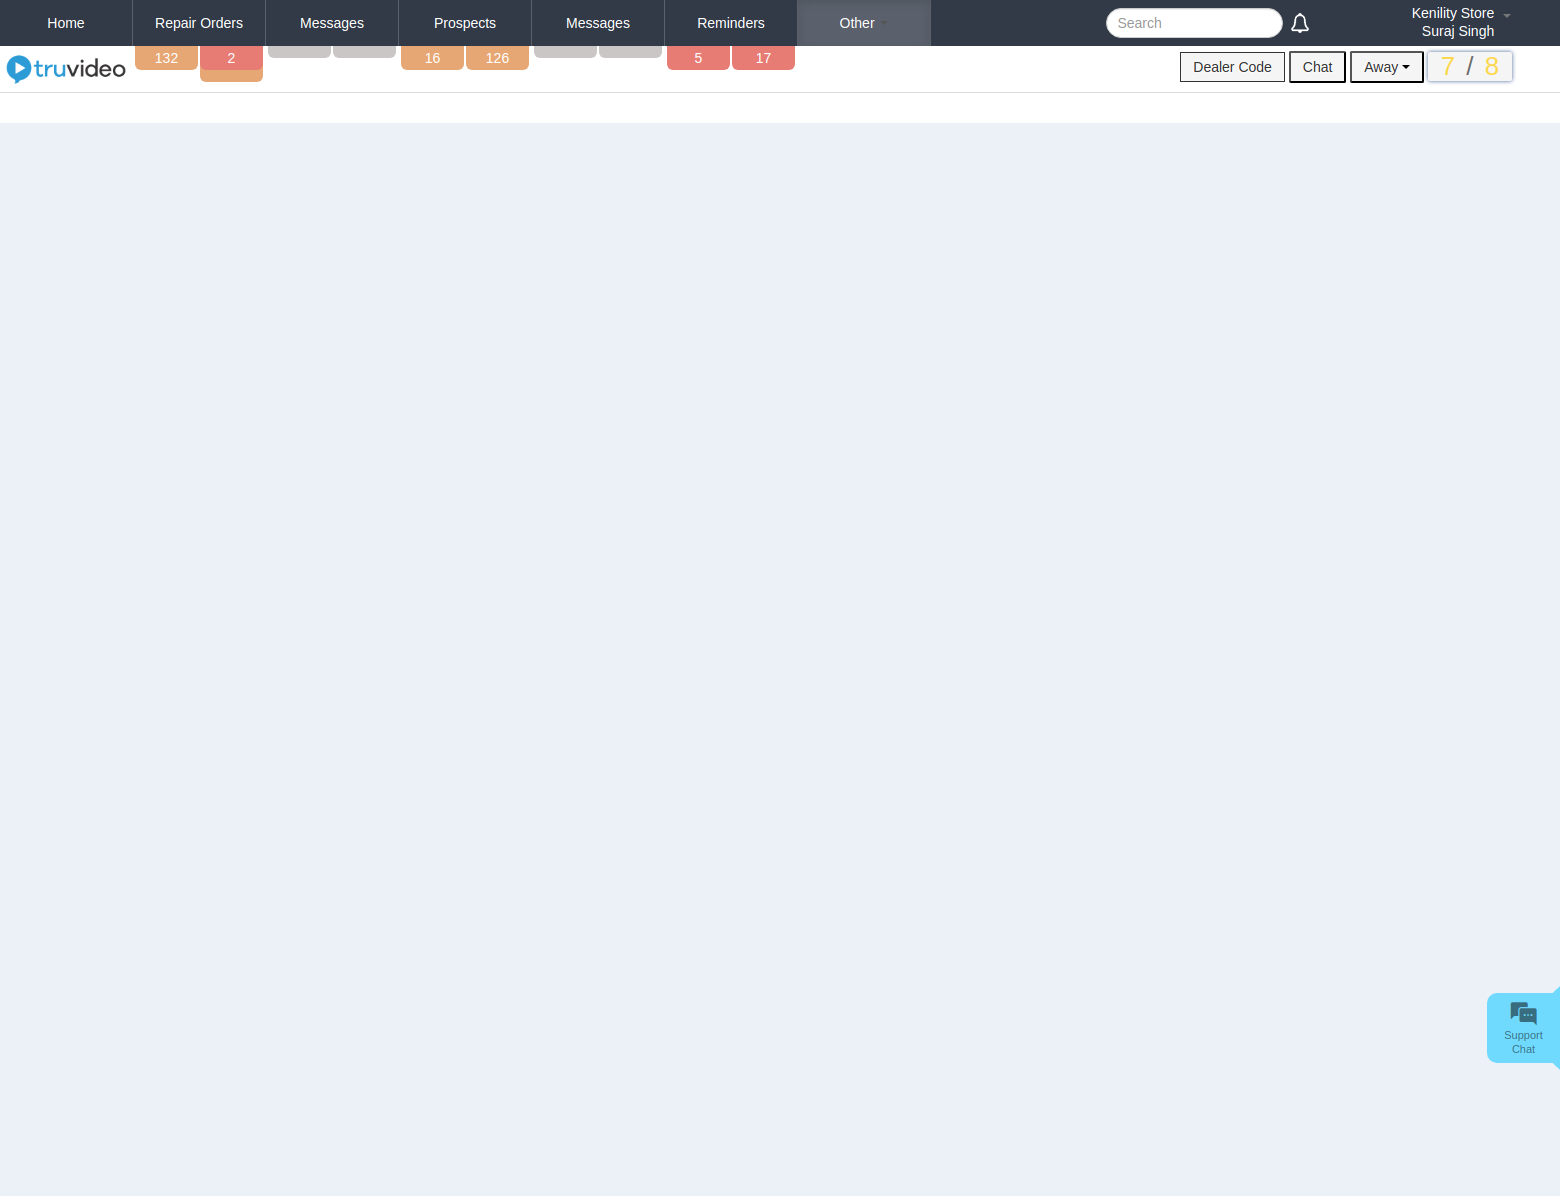 Home Repair Orders Messages Prospects Messages Reminders Other Search Kenility Store
Suraj Singh
truvideo 132 2 16 126 5 17 Dealer Code Chat Away 7 / 8
Support
Chat